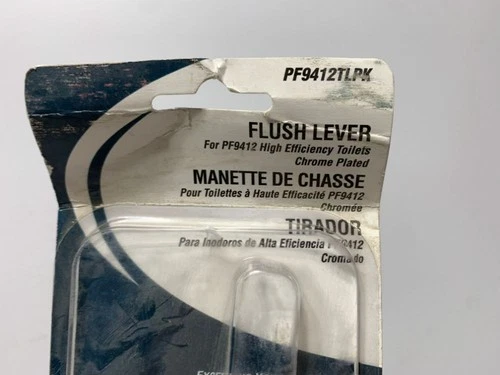 PF9412TLPK
FLUSH LEVER
For PF9412 High Efficiency Toilets
Chrome Plated
MANETTE DE CHASSE
Pour Toilettes à Haute Efficacité PF9412
Chromée
TIRADOR
Para Inodoros de Alta Eficiencia PF9412
Cromado